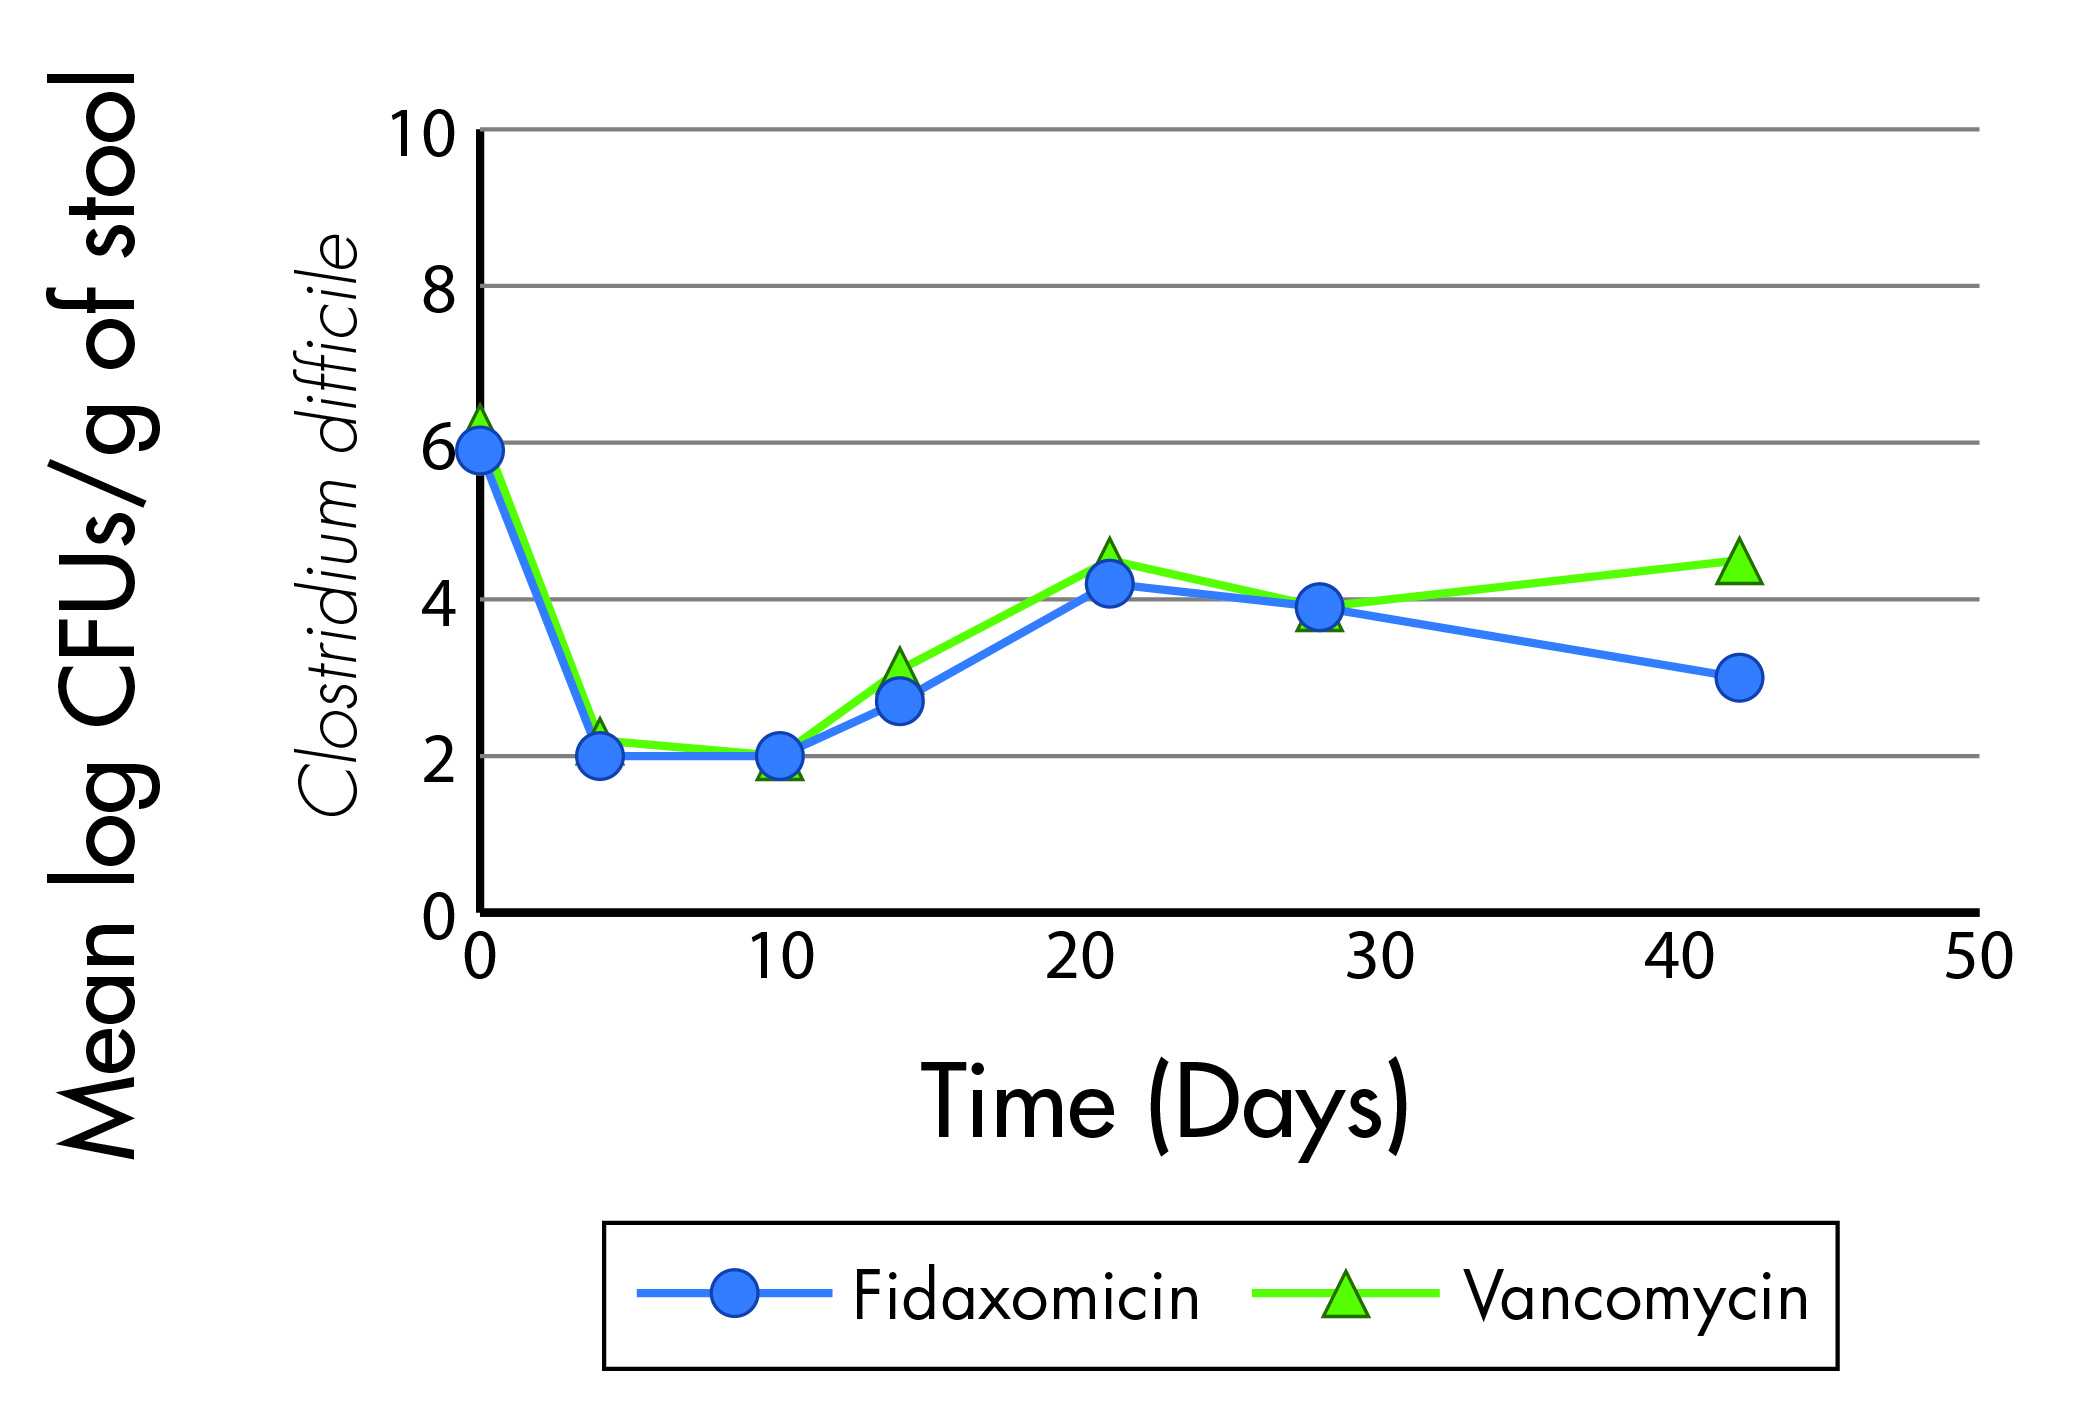 Mean log CFUs/g of stool
Clostridium difficile
10
8
6
4
2
0
0 10 20 30 40 50
Time (Days)
Fidaxomicin Vancomycin